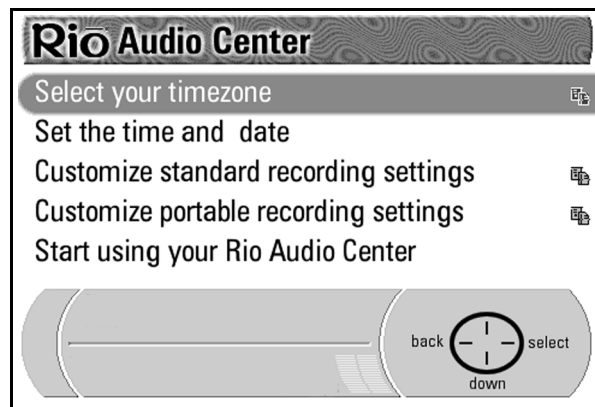 Rio Audio Center
Select your timezone
Set the time and date
Customize standard recording settings
Customize portable recording settings
Start using your Rio Audio Center
back select
down